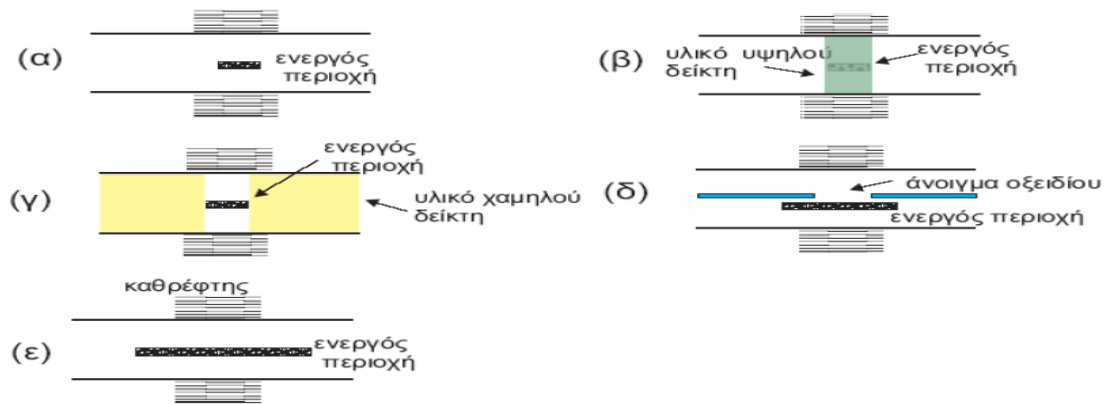 (α)
ενεργός
περιοχή
(β)
υλικό υψηλού
δείκτη
ενεργός
περιοχή
(γ)
ενεργός
περιοχή
υλικό χαμηλού
δείκτη
(δ)
άνοιγμα οξειδίου
ενεργός περιοχή
καθρέφτης
(ε)
ενεργός
περιοχή